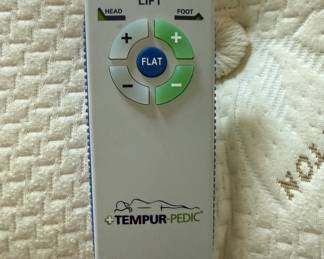 LIFT
HEAD FOOT
+ +
FLAT
- -
TEMPUR-PEDIC